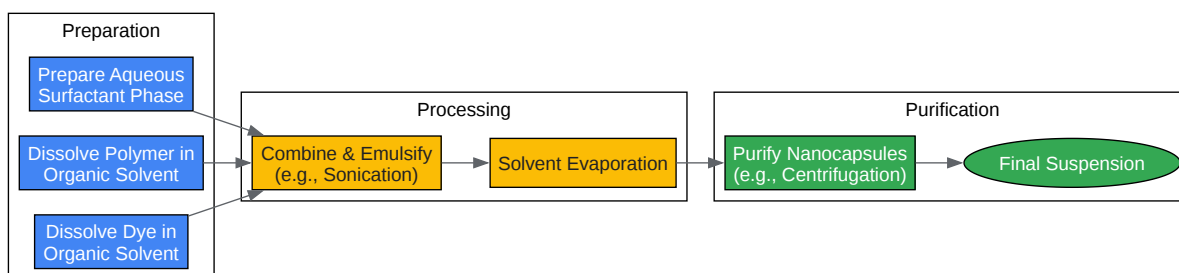 Preparation
Prepare Aqueous
Surfactant Phase
Dissolve Polymer in
Organic Solvent
Dissolve Dye in
Organic Solvent
Processing
Combine & Emulsify
(e.g., Sonication)
Solvent Evaporation
Purification
Purify Nanocapsules
(e.g., Centrifugation)
Final Suspension